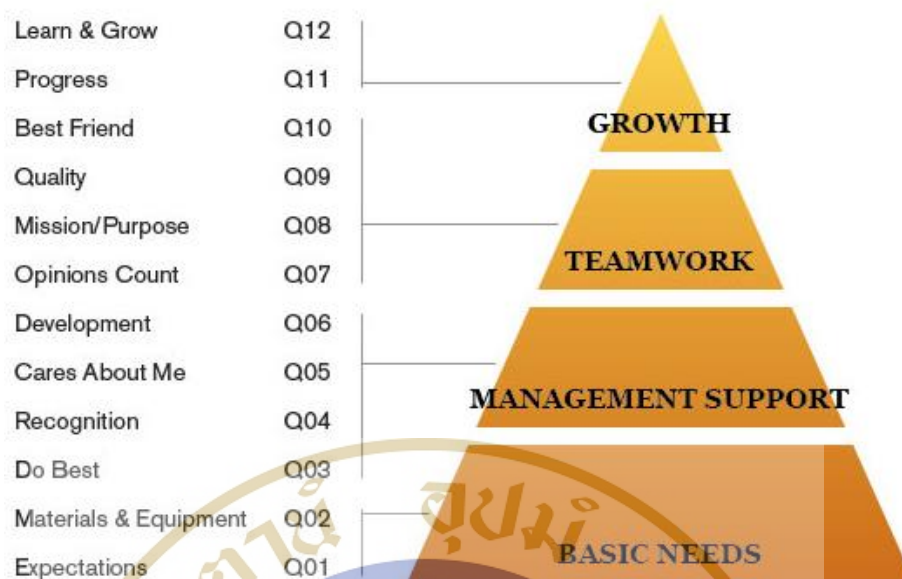 Learn & Grow Q12
Progress Q11
Best Friend Q10
Quality Q09
Mission/Purpose Q08
Opinions Count Q07
Development Q06
Cares About Me Q05
Recognition Q04
Do Best Q03
Materials & Equipment Q02
Expectations Q01
GROWTH
TEAMWORK
MANAGEMENT SUPPORT
BASIC NEEDS